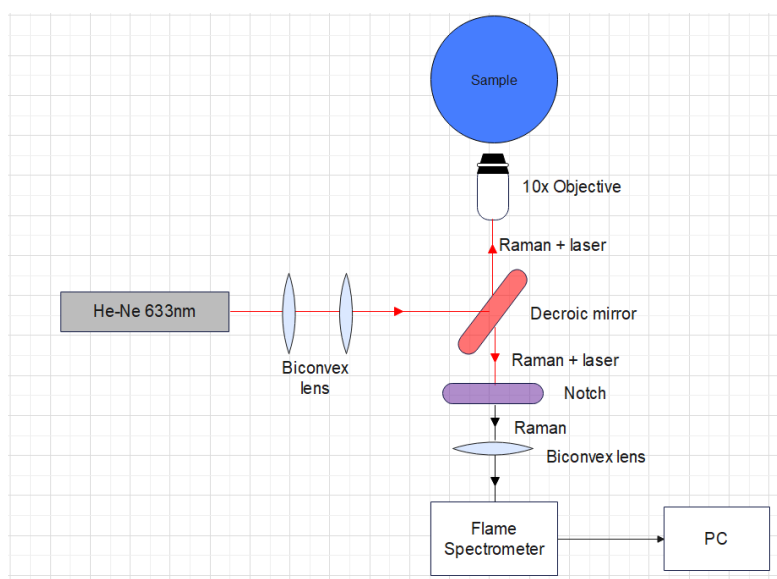 Sample
10x Objective
Raman + laser
He-Ne 633nm
Decroic mirror
Biconvex
lens
Raman + laser
Notch
Raman
Biconvex lens
Flame
Spectrometer
PC